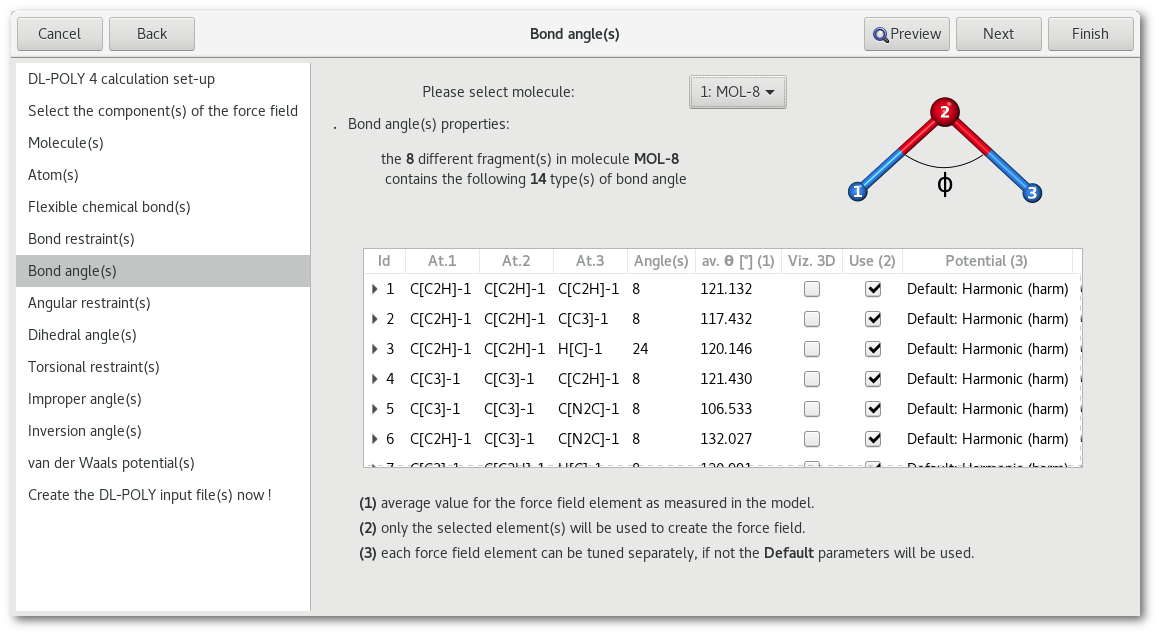 Cancel Back Bond angle(s) Preview Next Finish
DL-POLY 4 calculation set-up
Select the component(s) of the force field
Molecule(s)
Atom(s)
Flexible chemical bond(s)
Bond restraint(s)
Bond angle(s)
Angular restraint(s)
Dihedral angle(s)
Torsional restraint(s)
Improper angle(s)
Inversion angle(s)
van der Waals potential(s)
Create the DL-POLY input file(s) now !
Please select molecule: 1: MOL-8
. Bond angle(s) properties:
the 8 different fragment(s) in molecule MOL-8
contains the following 14 type(s) of bond angle
2
1 ϕ 3
Id At.1 At.2 At.3 Angle(s) av. θ [°] (1) Viz. 3D Use (2) Potential (3)
1 C[C2H]-1 C[C2H]-1 C[C2H]-1 8 121.132 Default: Harmonic (harm)
2 C[C2H]-1 C[C2H]-1 C[C3]-1 8 117.432 Default: Harmonic (harm)
3 C[C2H]-1 C[C2H]-1 H[C]-1 24 120.146 Default: Harmonic (harm)
4 C[C3]-1 C[C3]-1 C[C2H]-1 8 121.430 Default: Harmonic (harm)
5 C[C3]-1 C[C3]-1 C[N2C]-1 8 106.533 Default: Harmonic (harm)
6 C[C2H]-1 C[C3]-1 C[N2C]-1 8 132.027 Default: Harmonic (harm)
(1) average value for the force field element as measured in the model.
(2) only the selected element(s) will be used to create the force field.
(3) each force field element can be tuned separately, if not the Default parameters will be used.